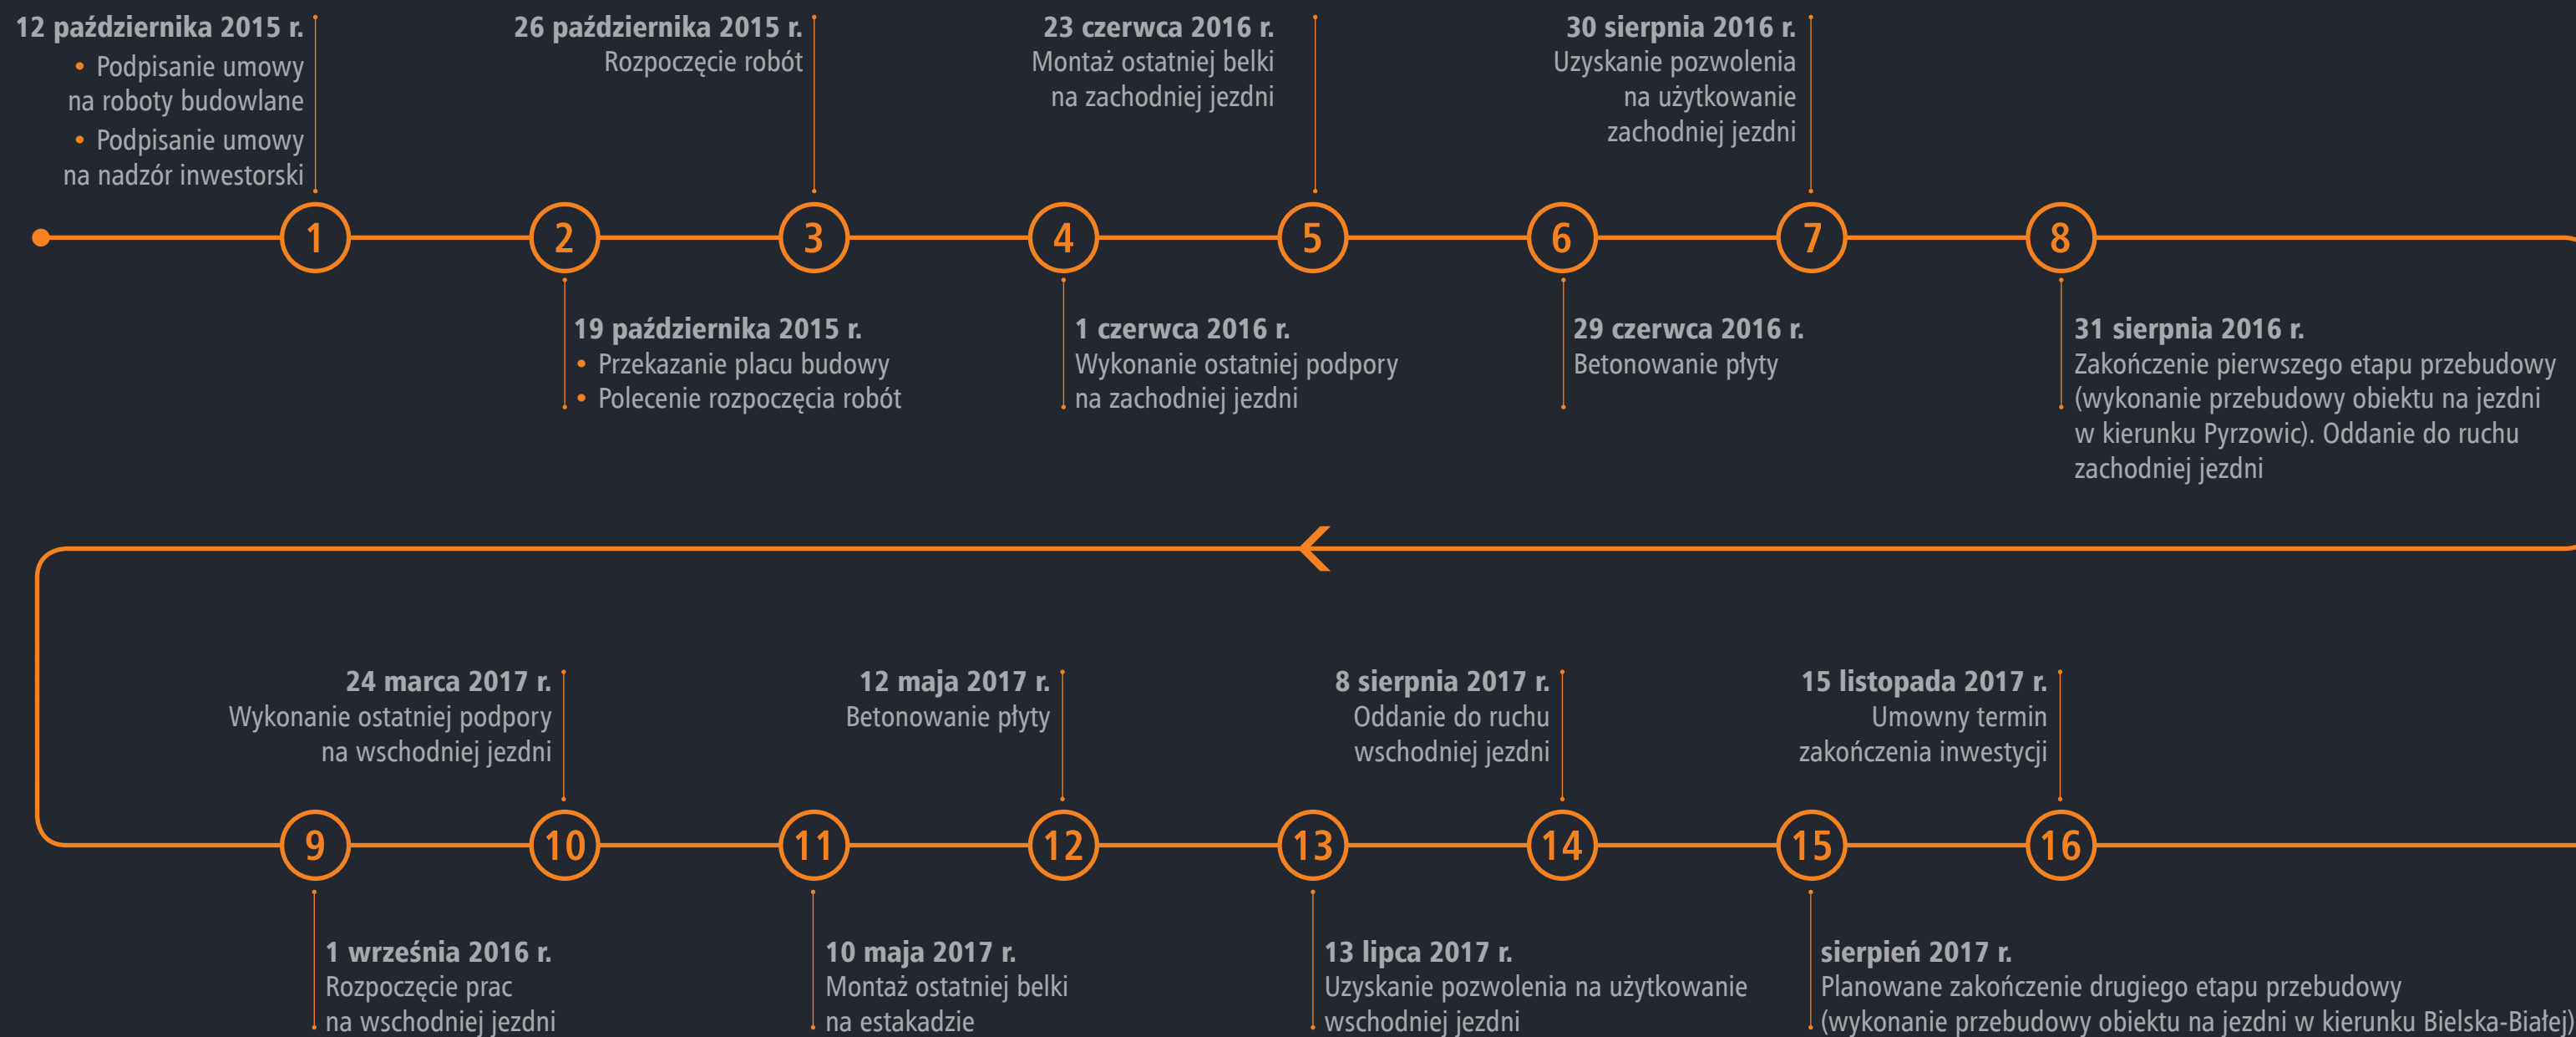 12 października 2015 r.
• Podpisanie umowy
na roboty budowlane
• Podpisanie umowy
na nadzór inwestorski
1
2
19 października 2015 r.
• Przekazanie placu budowy
• Polecenie rozpoczęcia robót
26 października 2015 r.
Rozpoczęcie robót
3
4
1 czerwca 2016 r.
Wykonanie ostatniej podpory
na zachodniej jezdni
23 czerwca 2016 r.
Montaż ostatniej belki
na zachodniej jezdni
5
6
29 czerwca 2016 r.
Betonowanie płyty
30 sierpnia 2016 r.
Uzyskanie pozwolenia
na użytkowanie
zachodniej jezdni
7
8
31 sierpnia 2016 r.
Zakończenie pierwszego etapu przebudowy
(wykonanie przebudowy obiektu na jezdni
w kierunku Pyrzowic). Oddanie do ruchu
zachodniej jezdni
9
1 września 2016 r.
Rozpoczęcie prac
na wschodniej jezdni
24 marca 2017 r.
Wykonanie ostatniej podpory
na wschodniej jezdni
10
11
10 maja 2017 r.
Montaż ostatniej belki
na estakadzie
12 maja 2017 r.
Betonowanie płyty
12
13
13 lipca 2017 r.
Uzyskanie pozwolenia na użytkowanie
wschodniej jezdni
8 sierpnia 2017 r.
Oddanie do ruchu
wschodniej jezdni
14
15
sierpień 2017 r.
Planowane zakończenie drugiego etapu przebudowy
(wykonanie przebudowy obiektu na jezdni w kierunku Bielska-Białej)
15 listopada 2017 r.
Umowny termin
zakończenia inwestycji
16